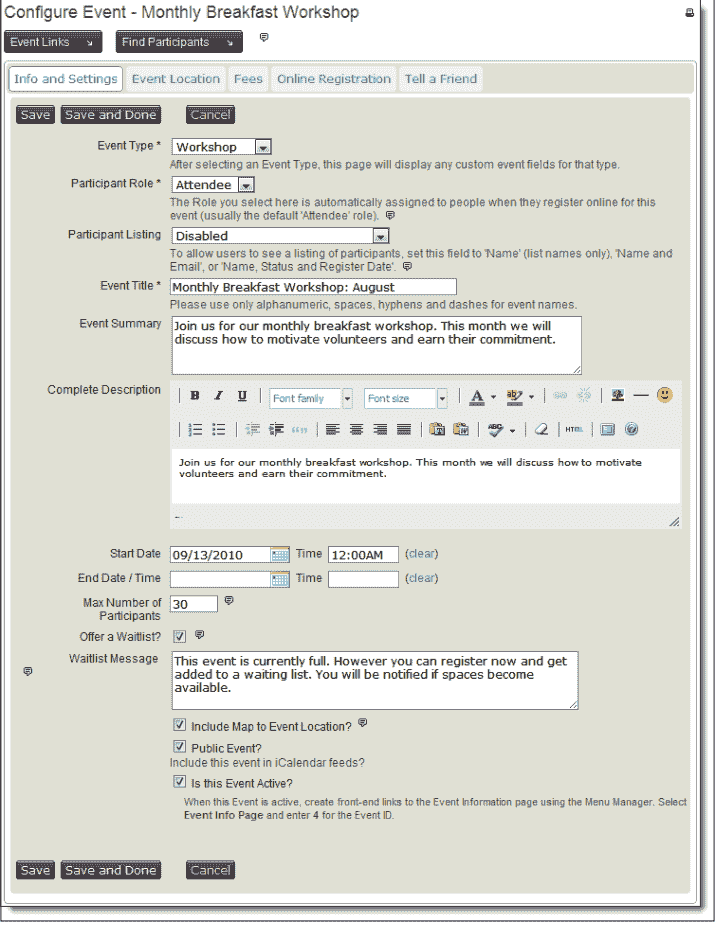 Configure Event - Monthly Breakfast Workshop
Event Links
Find Participants
Info and Settings
Event Location
Fees
Online Registration
Tell a Friend
Save
Save and Done
Cancel
Event Type *
Workshop
After selecting an Event Type, this page will display any custom event fields for that type.
Participant Role *
Attendee
The Role you select here is automatically assigned to people when they register online for this
event (usually the default 'Attendee' role).
Participant Listing
Disabled
To allow users to see a listing of participants, set this field to 'Name' (list names only), 'Name and
Email', or 'Name, Status and Register Date'.
Event Title *
Monthly Breakfast Workshop: August
Please use only alphanumeric, spaces, hyphens and dashes for event names.
Event Summary
Join us for our monthly breakfast workshop. This month we will
discuss how to motivate volunteers and earn their commitment.
Complete Description
B I U
Font family
Font size
A
aby
ABC
HTML
Join us for our monthly breakfast workshop. This month we will discuss how to motivate
volunteers and earn their commitment.
Start Date
09/13/2010
Time
12:00AM
(clear)
End Date / Time
Time
(clear)
Max Number of
Participants
30
Offer a Waitlist?
Waitlist Message
This event is currently full. However you can register now and get
added to a waiting list. You will be notified if spaces become
available.
Include Map to Event Location?
Public Event?
Include this event in iCalendar feeds?
Is this Event Active?
When this Event is active, create front-end links to the Event Information page using the Menu Manager. Select
Event Info Page and enter 4 for the Event ID.
Save
Save and Done
Cancel